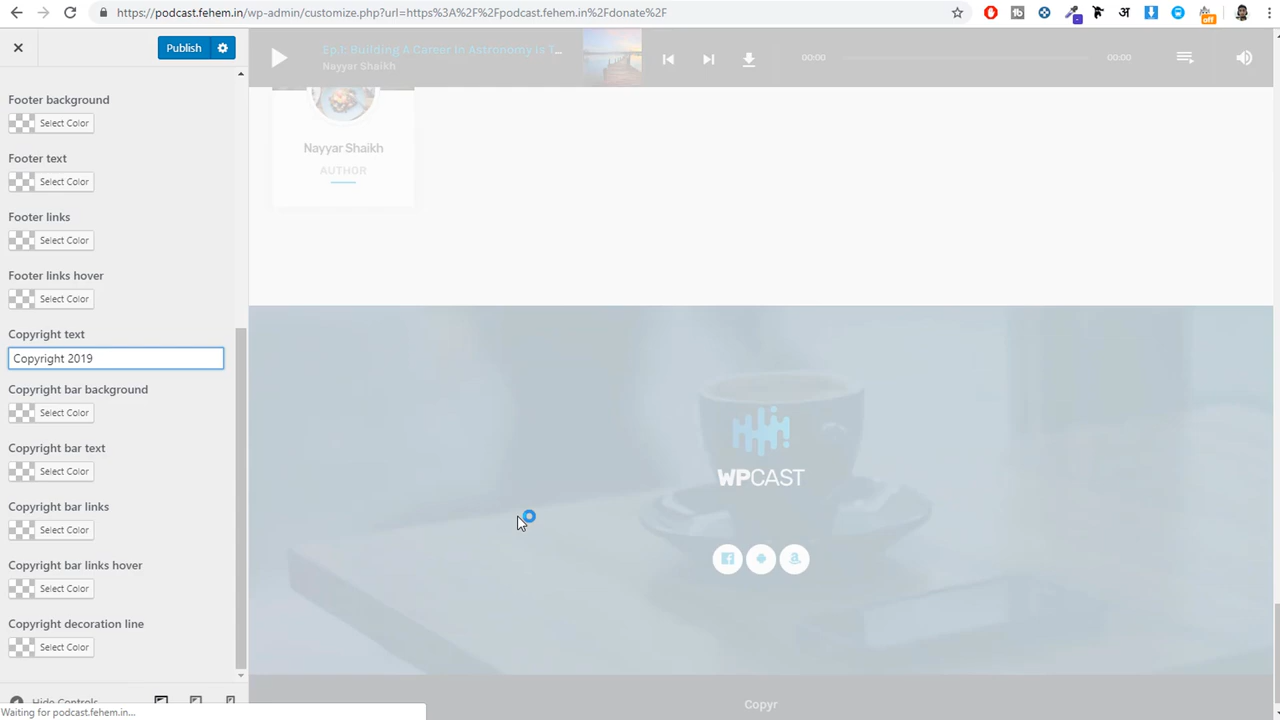 https://podcast.fehem.in/wp-admin/customize.php?url=https%3A%2F%2Fpodcast.fehem.in%2Fdonate%2F
off
Publish
Ep.1: Building A Career In Astronomy Is T...
Nayyar Shaikh
00:00
00:00
Footer background
Select Color
Footer text
Select Color
Footer links
Select Color
Footer links hover
Select Color
Copyright text
Copyright 2019
Copyright bar background
Select Color
Copyright bar text
Select Color
Copyright bar links
Select Color
Copyright bar links hover
Select Color
Copyright decoration line
Select Color
Hide Controls
Waiting for podcast.fehem.in...
Nayyar Shaikh
AUTHOR
WPCAST
Copyr